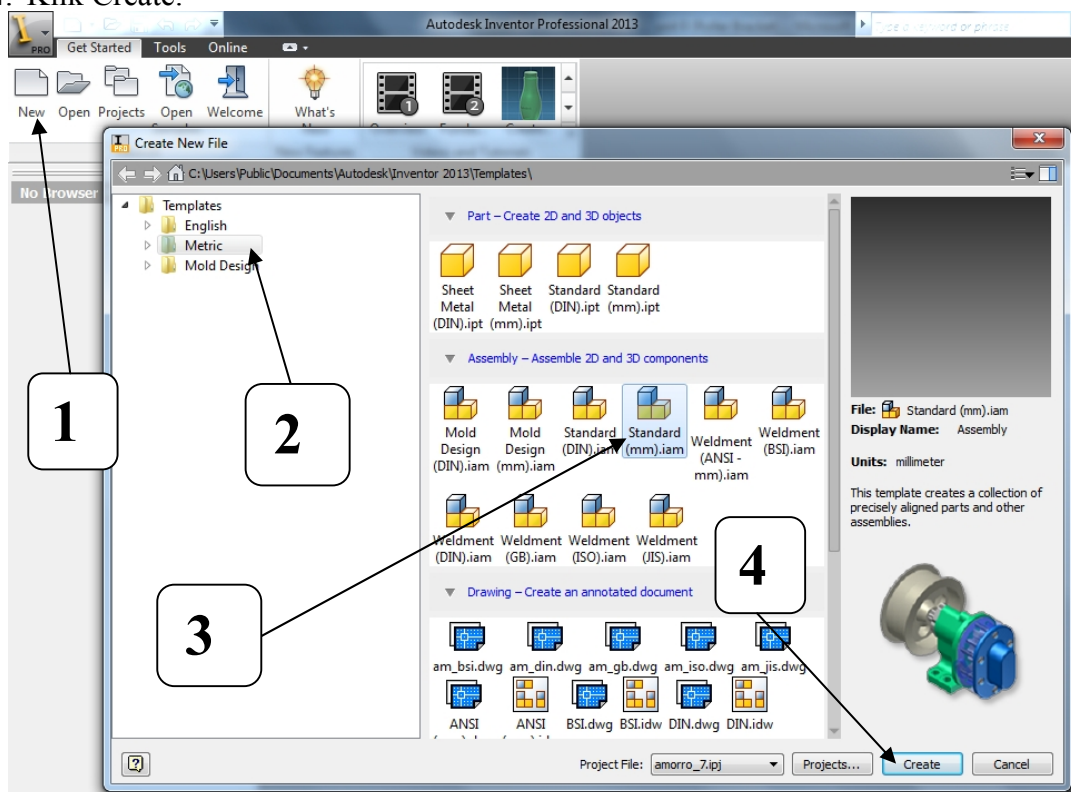 Klik Create.
Autodesk Inventor Professional 2013
Type a keyword or phrase
PRO
Get Started Tools Online
New Open Projects Open Welcome What's
1 2
No Browser
Create New File
C:\Users\Public\Documents\Autodesk\Inventor 2013\Templates\
Templates
English
Metric
Mold Design
Part – Create 2D and 3D objects
Sheet Metal (DIN).ipt
Sheet Metal (mm).ipt
Standard (DIN).ipt
Standard (mm).ipt
Assembly – Assemble 2D and 3D components
Mold Design (DIN).iam
Mold Design (mm).iam
Standard (DIN).iam
Standard (mm).iam
Weldment (ANSI - mm).iam
Weldment (BSI).iam
Weldment (DIN).iam
Weldment (GB).iam
Weldment (ISO).iam
Weldment (JIS).iam
Drawing – Create an annotated document
am_bsi.dwg am_din.dwg am_gb.dwg am_iso.dwg am_jis.dwg
ANSI ANSI BSI.dwg BSI.idw DIN.dwg DIN.idw
File: Standard (mm).iam
Display Name: Assembly
Units: millimeter
This template creates a collection of
precisely aligned parts and other
assemblies.
1
2
3
4
Project File: amorro_7.ipj Projects... Create Cancel